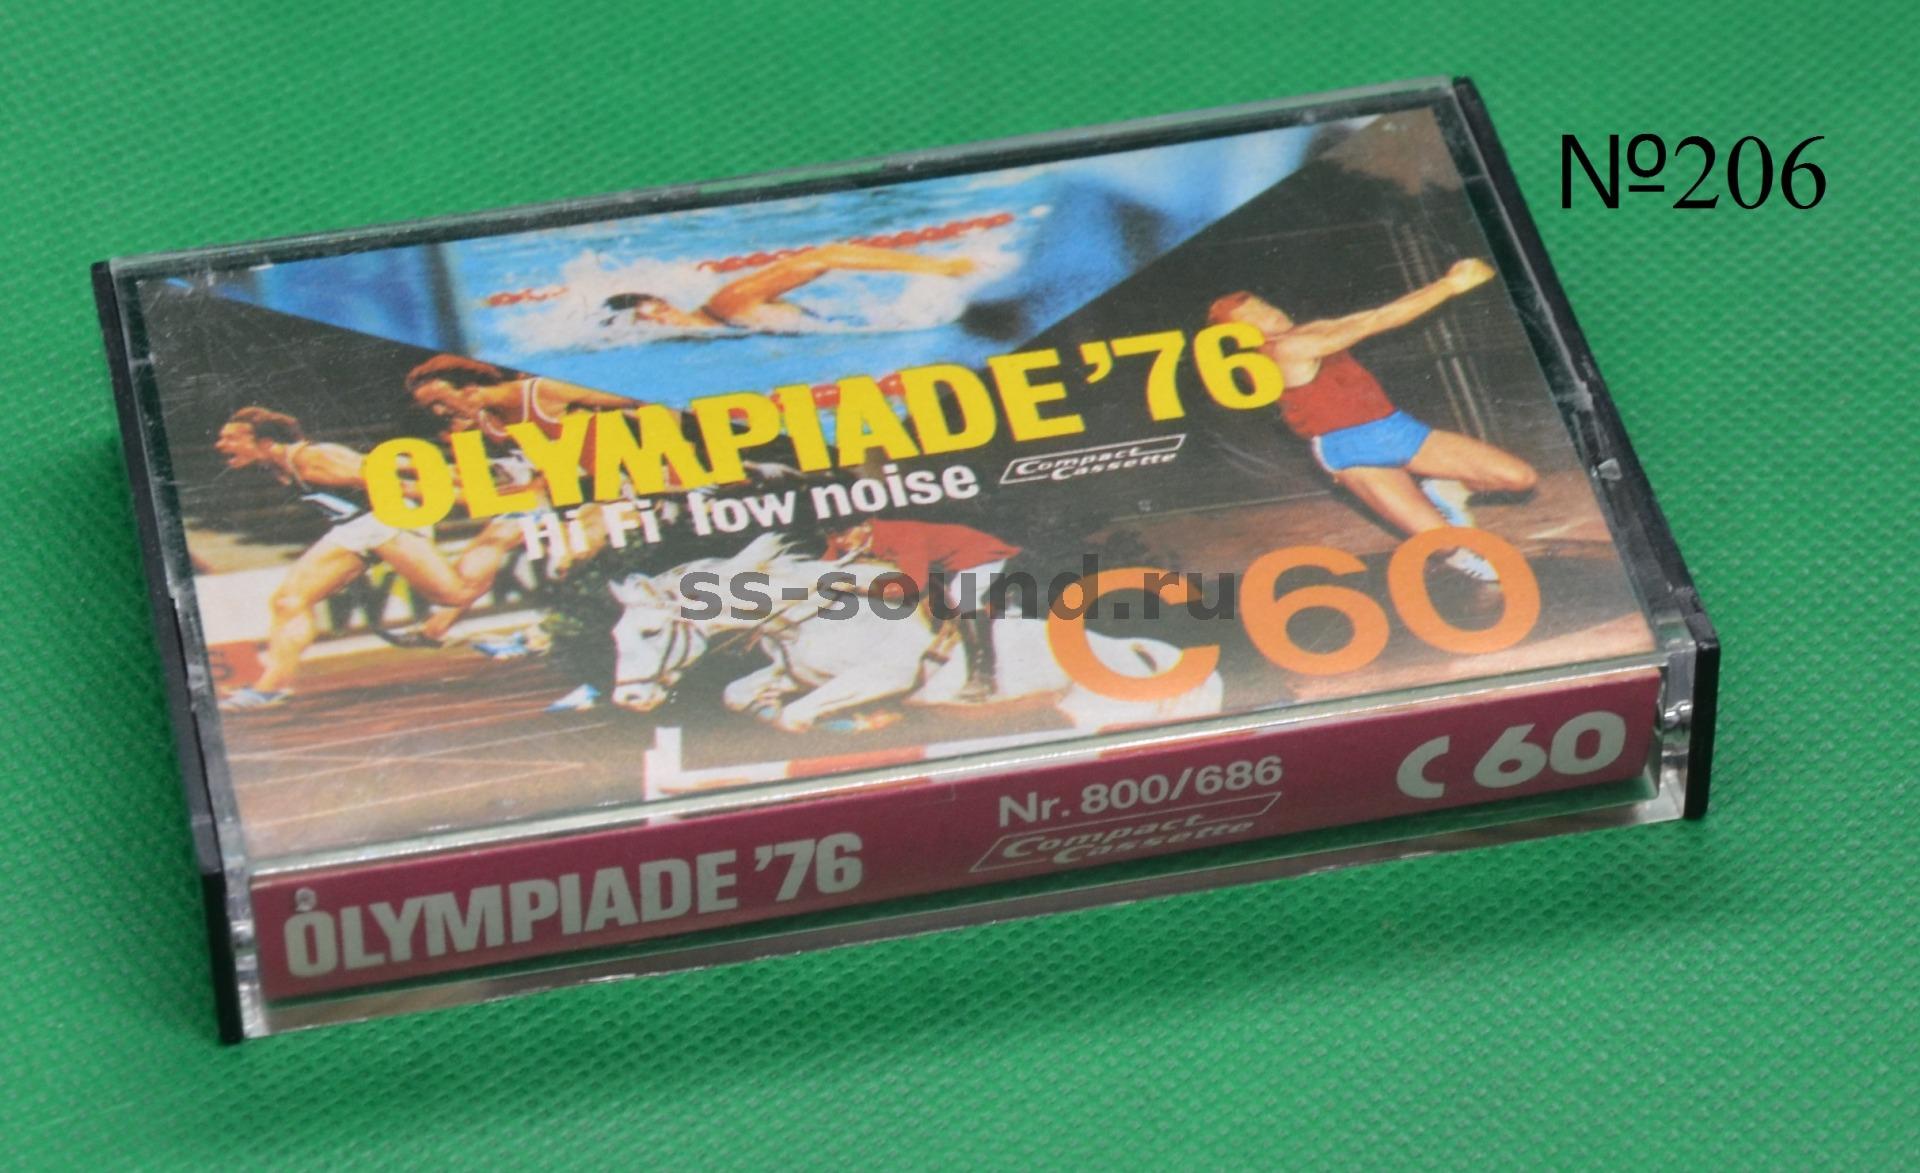 №206
OLYMPIADE '76
Hi Fi low noise Compact Cassette
ss-sound.ru
C 60
OLYMPIADE '76 Nr. 800/686 C 60
Compact Cassette